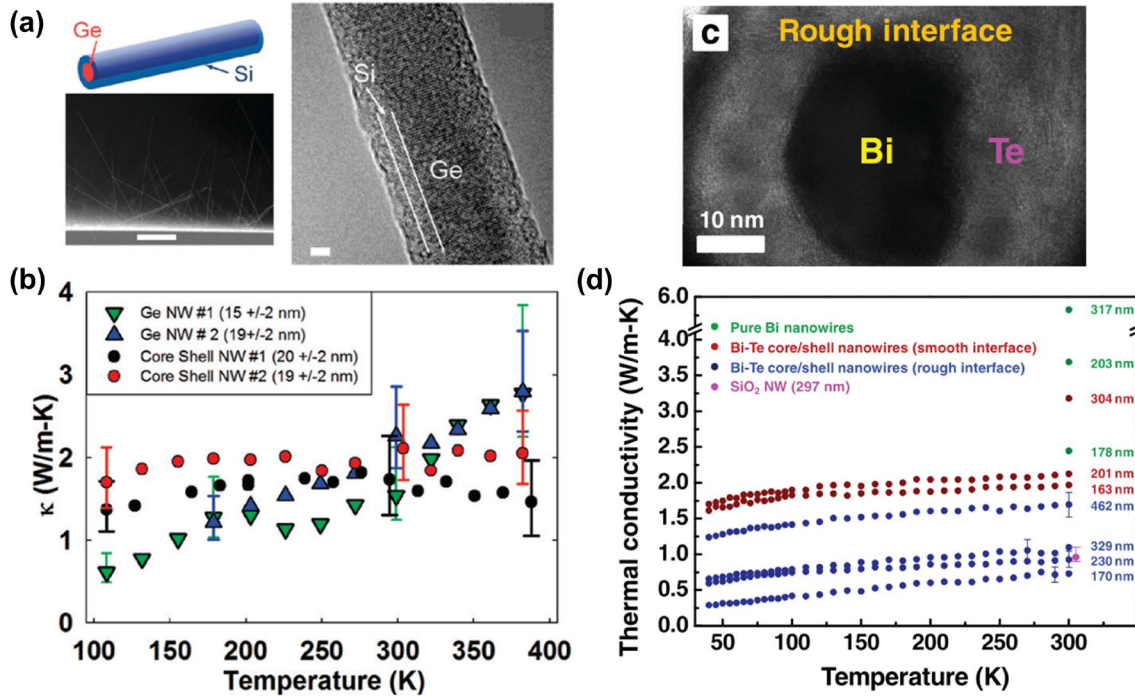 (a)
Ge
Si
Si
Ge
c
Rough interface
Bi
Te
10 nm
(b)
4
3
2
1
0
κ (W/m-K)
Ge NW #1 (15 +/-2 nm)
Ge NW # 2 (19+/-2 nm)
Core Shell NW #1 (20 +/-2 nm)
Core Shell NW #2 (19 +/-2 nm)
100 150 200 250 300 350 400
Temperature (K)
(d)
6.0
4.0
3.5
3.0
2.5
2.0
1.5
1.0
0.5
0.0
Thermal conductivity (W/m-K)
Pure Bi nanowires
Bi-Te core/shell nanowires (smooth interface)
Bi-Te core/shell nanowires (rough interface)
SiO2 NW (297 nm)
317 nm
203 nm
304 nm
178 nm
201 nm
163 nm
462 nm
329 nm
230 nm
170 nm
50 100 150 200 250 300 350
Temperature (K)